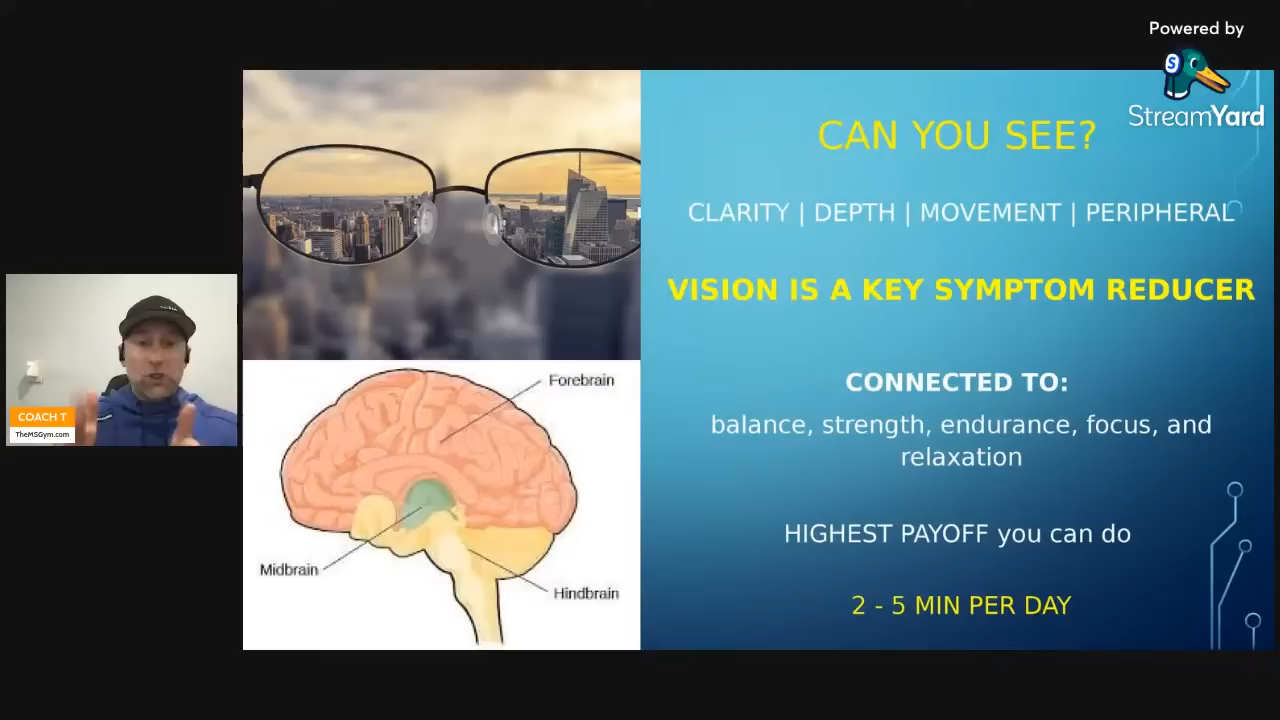 Powered by
StreamYard
CAN YOU SEE?
CLARITY | DEPTH | MOVEMENT | PERIPHERAL
VISION IS A KEY SYMPTOM REDUCER
CONNECTED TO:
balance, strength, endurance, focus, and
relaxation
HIGHEST PAYOFF you can do
2 - 5 MIN PER DAY
Forebrain
Midbrain
Hindbrain
COACH T
TheMSGym.com